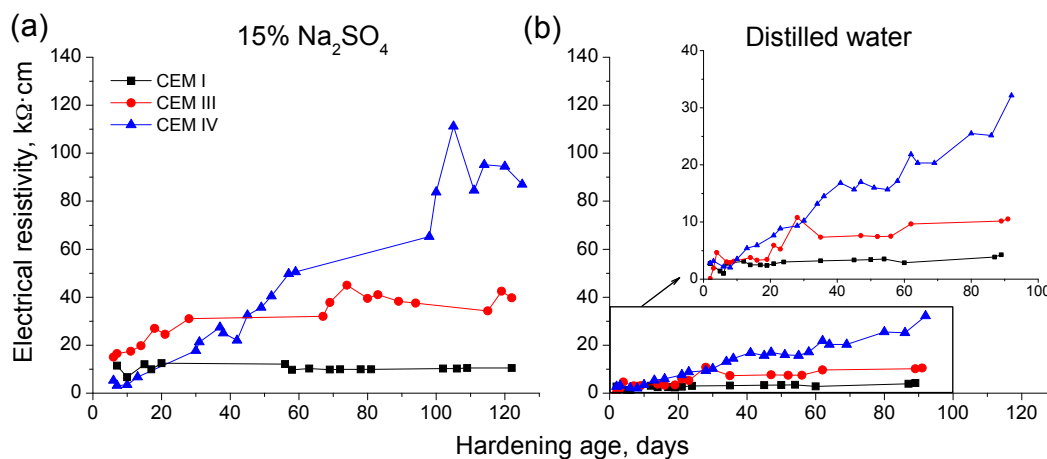 (a)
15% Na₂SO₄
(b)
Distilled water
Electrical resistivity, kΩ·cm
140
120
100
80
60
40
20
0
CEM I
CEM III
CEM IV
0 20 40 60 80 100 120
140
120
100
80
60
40
20
0
40
30
20
10
0
0 20 40 60 80 100
0 20 40 60 80 100 120
Hardening age, days